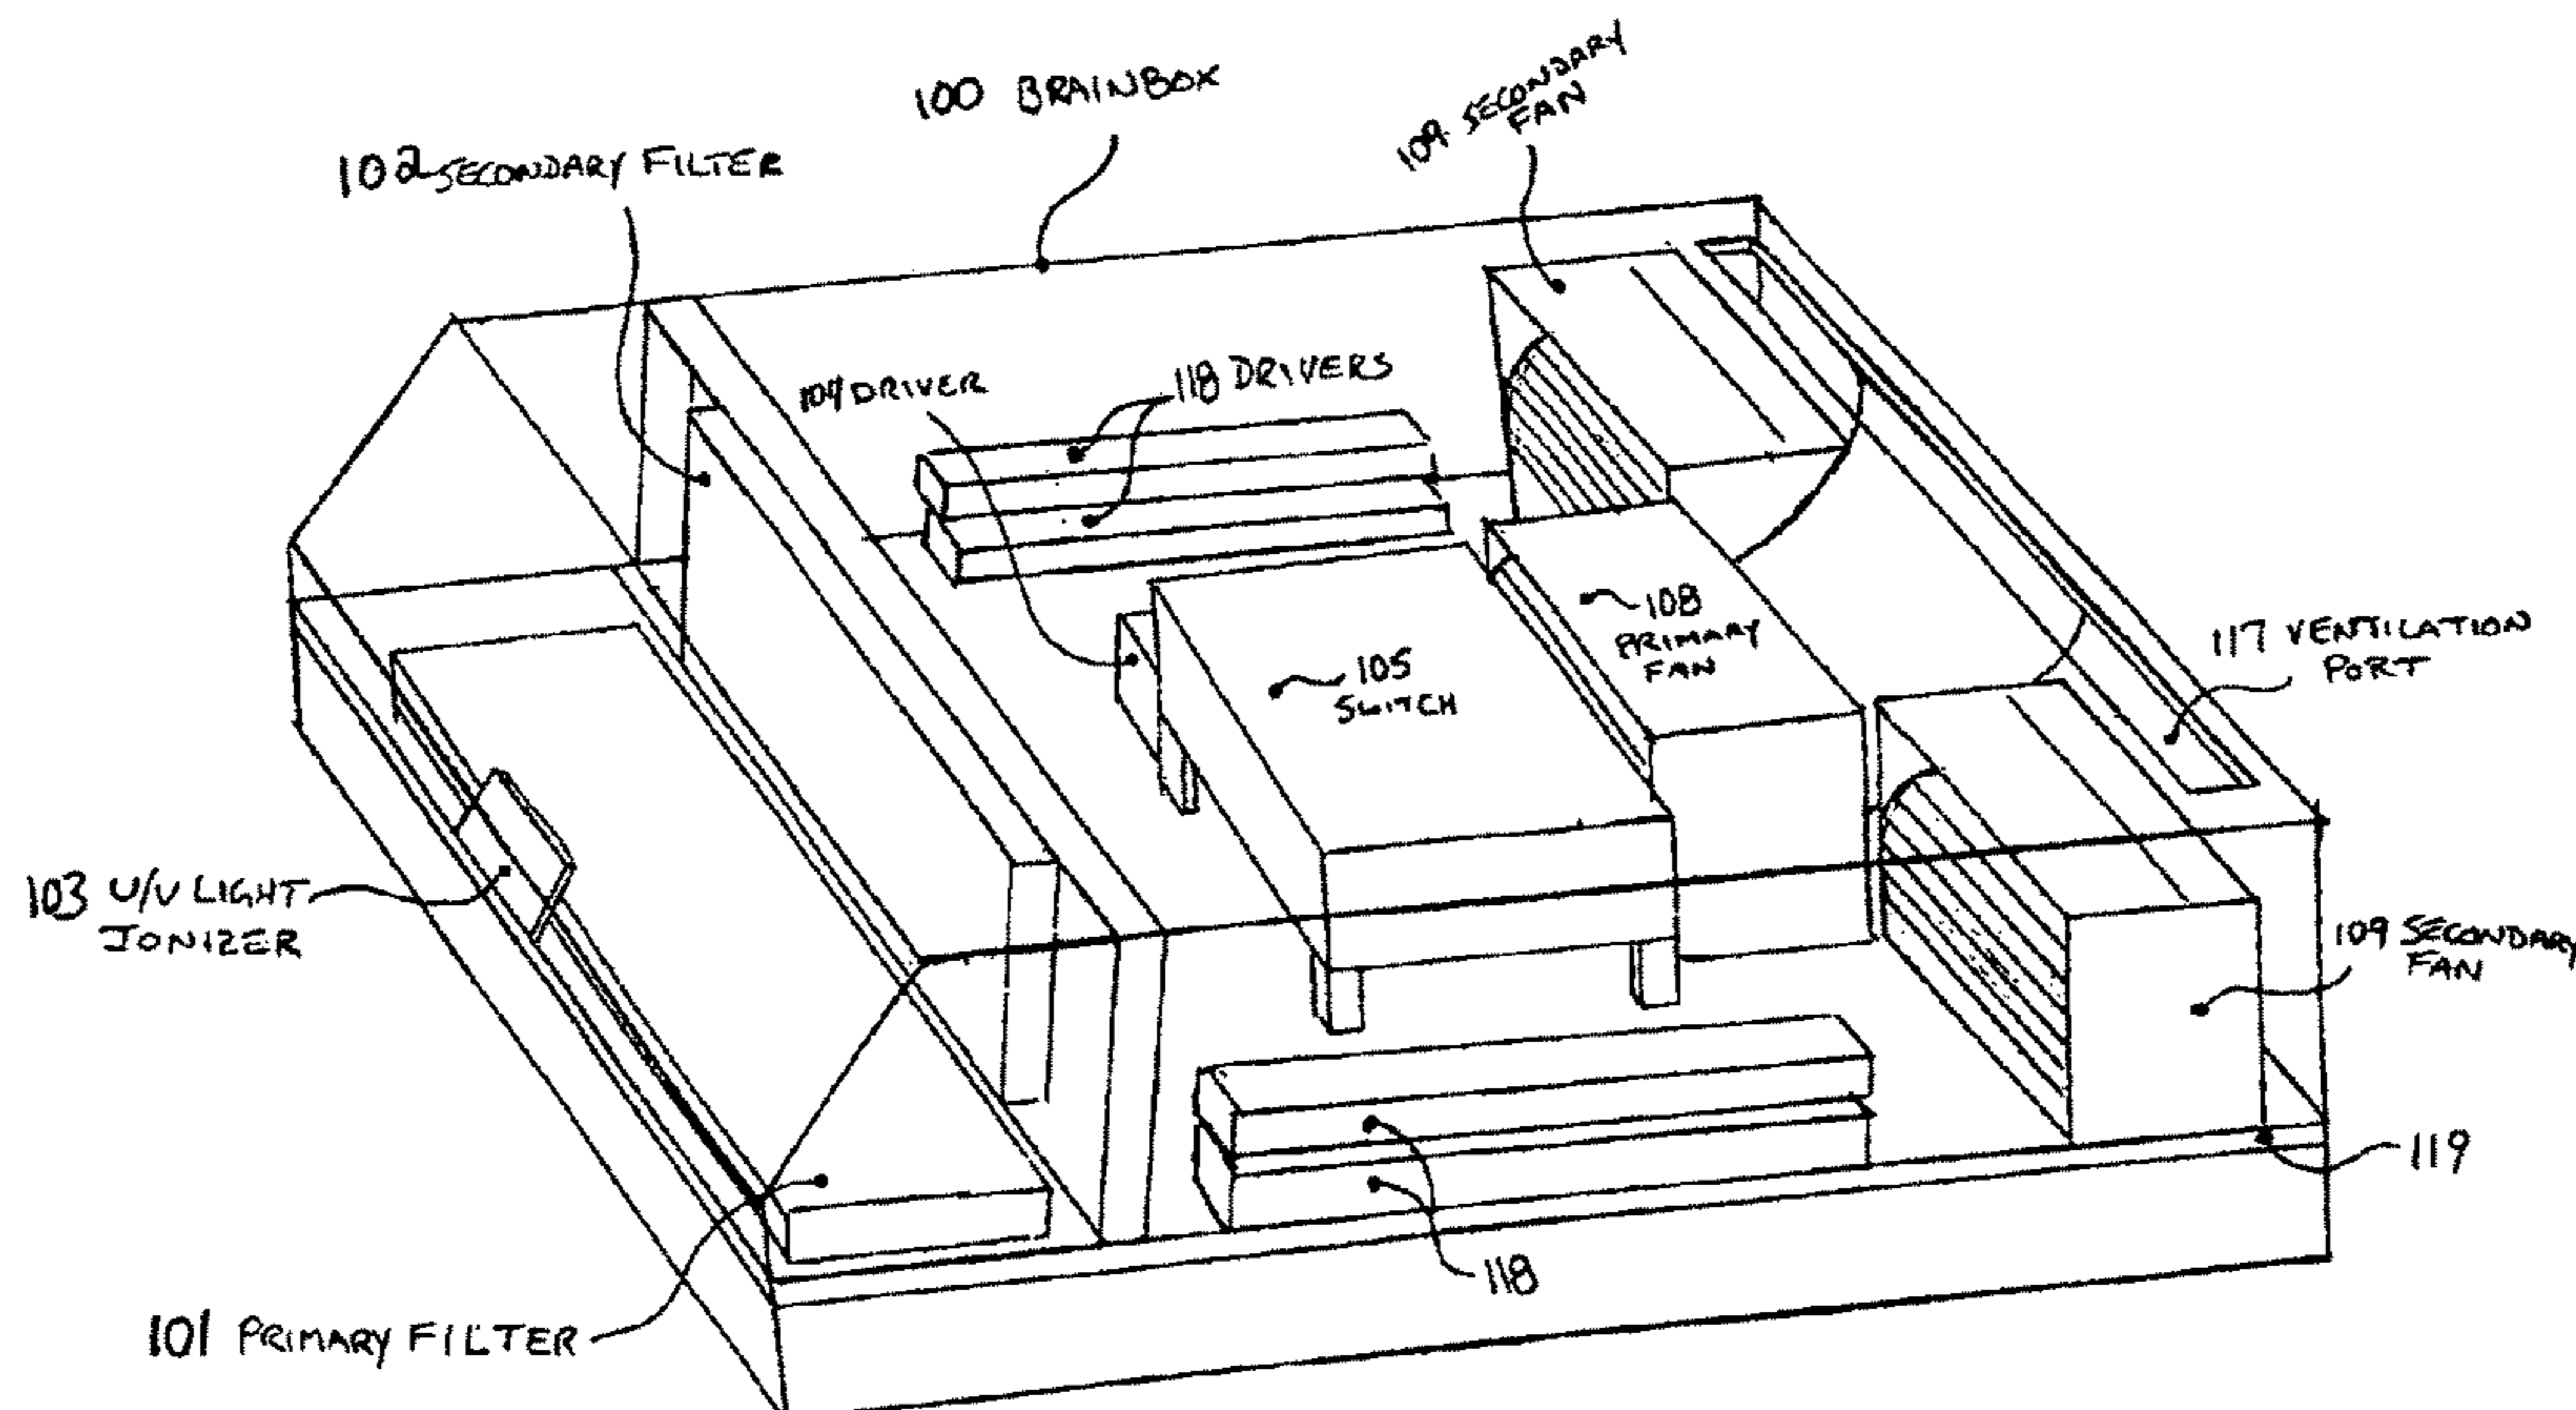 100 BRAINBOX
109 SECONDARY
FAN
102 SECONDARY FILTER
104 DRIVER
118 DRIVERS
108
PRIMARY
FAN
117 VENTILATION
PORT
105
SWITCH
103 U/V LIGHT
IONIZER
109 SECONDARY
FAN
119
118
101 PRIMARY FILTER